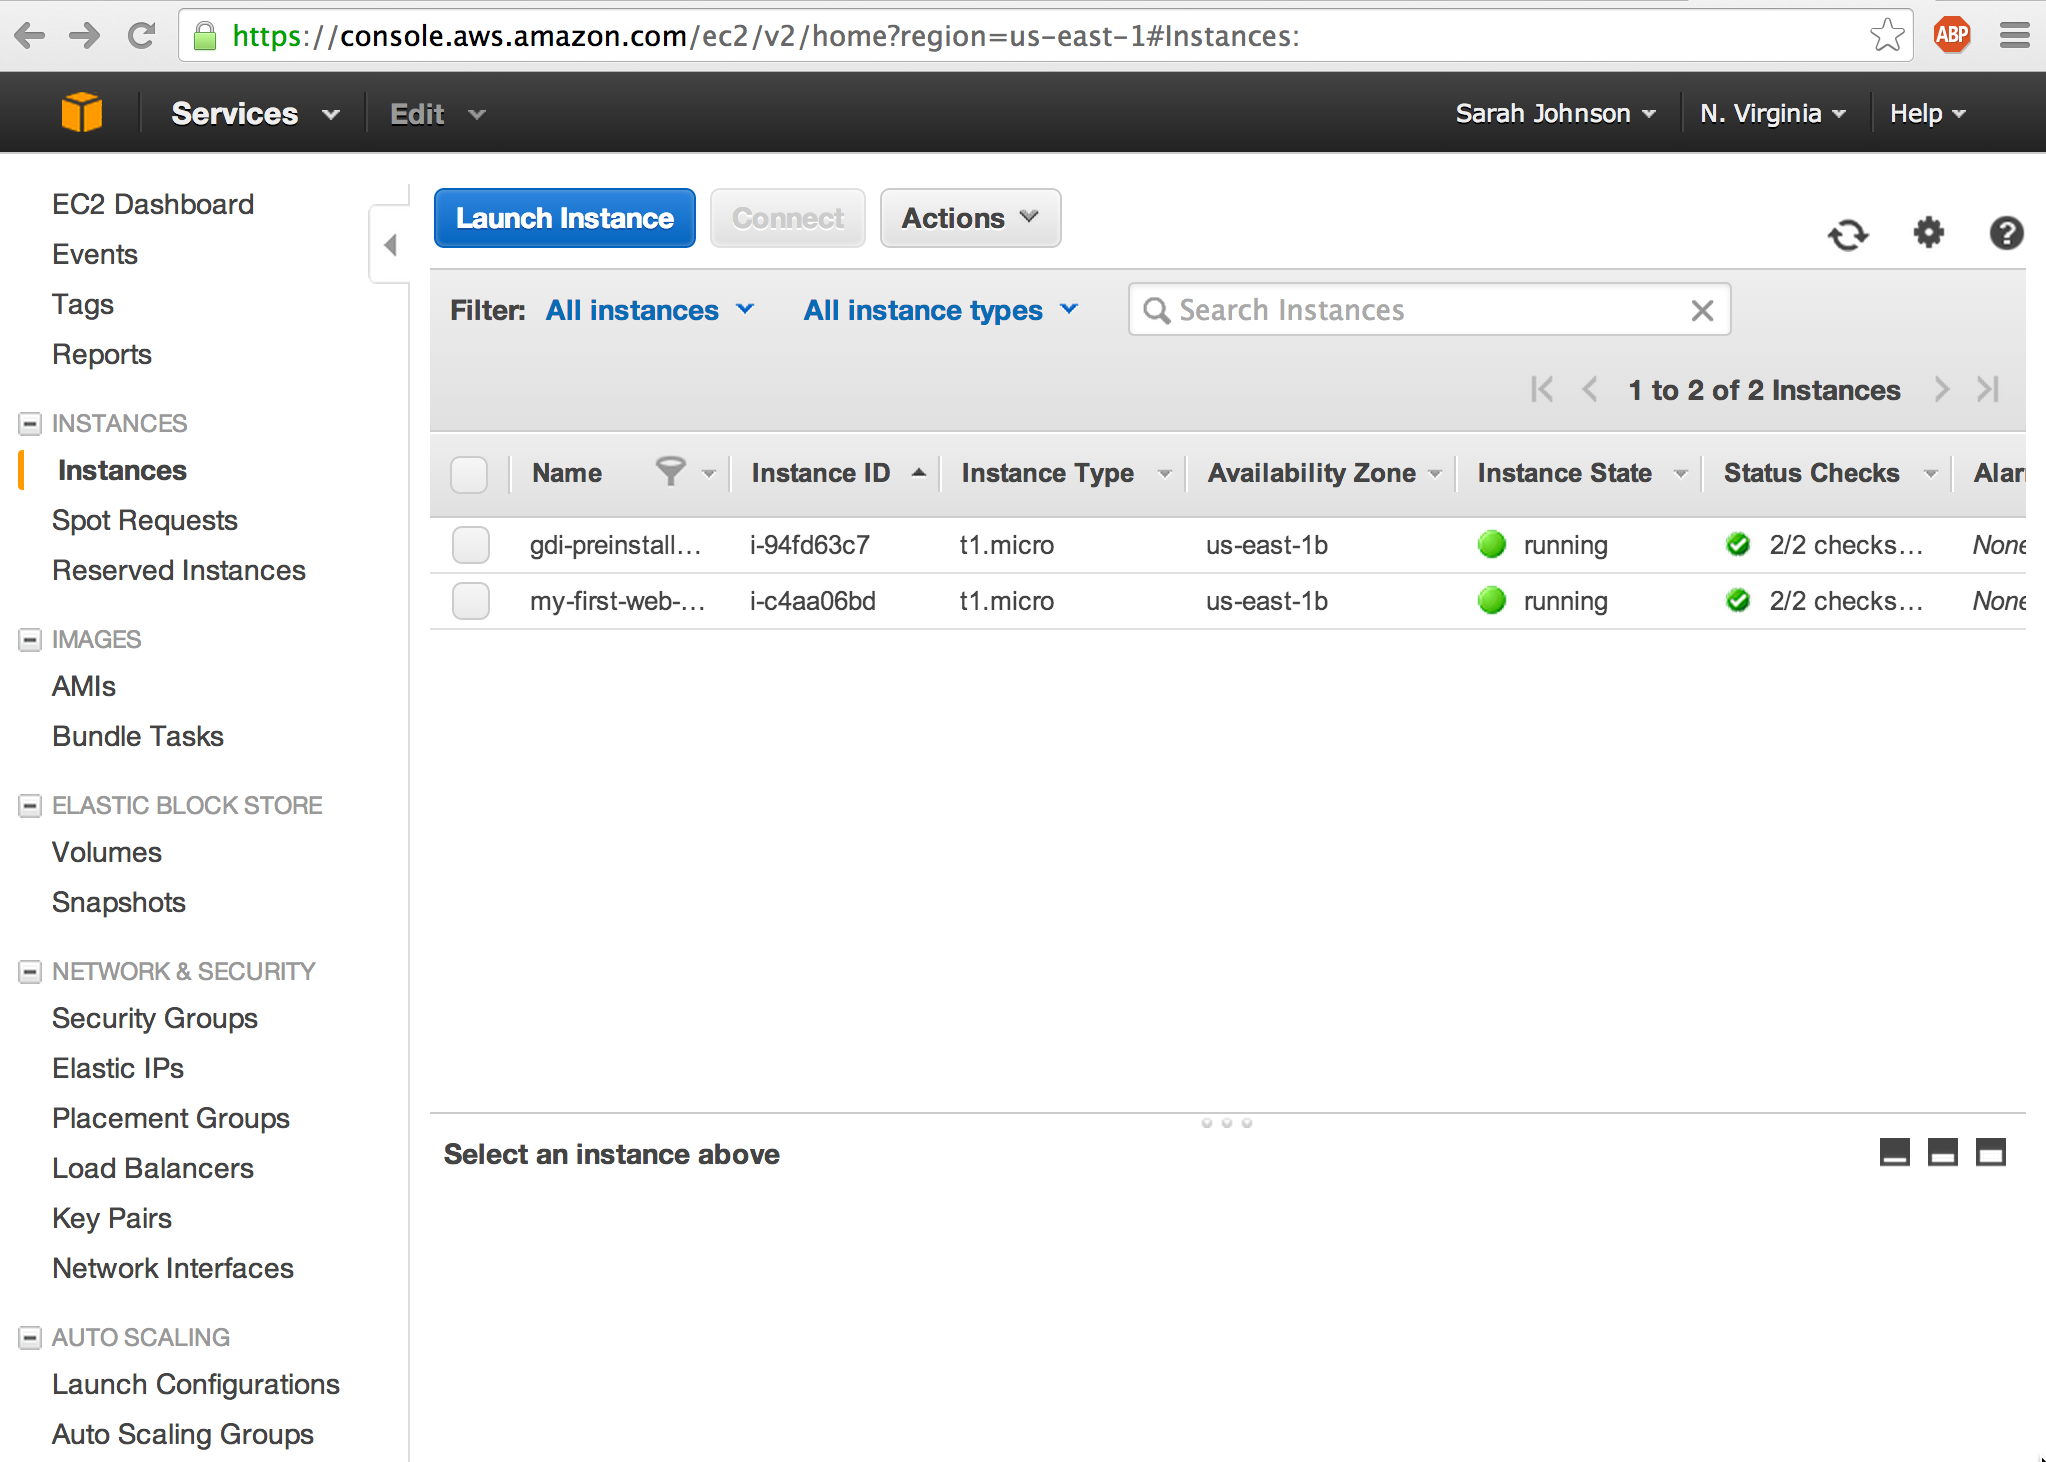 https://console.aws.amazon.com/ec2/v2/home?region=us-east-1#Instances:
ABP
Services Edit Sarah Johnson N. Virginia Help
EC2 Dashboard
Events
Tags
Reports
INSTANCES
Instances
Spot Requests
Reserved Instances
IMAGES
AMIs
Bundle Tasks
ELASTIC BLOCK STORE
Volumes
Snapshots
NETWORK & SECURITY
Security Groups
Elastic IPs
Placement Groups
Load Balancers
Key Pairs
Network Interfaces
AUTO SCALING
Launch Configurations
Auto Scaling Groups
Launch Instance Connect Actions
Filter: All instances All instance types Search Instances
1 to 2 of 2 Instances
Name Instance ID Instance Type Availability Zone Instance State Status Checks Alar
gdi-preinstall... i-94fd63c7 t1.micro us-east-1b running 2/2 checks... None
my-first-web-... i-c4aa06bd t1.micro us-east-1b running 2/2 checks... None
Select an instance above